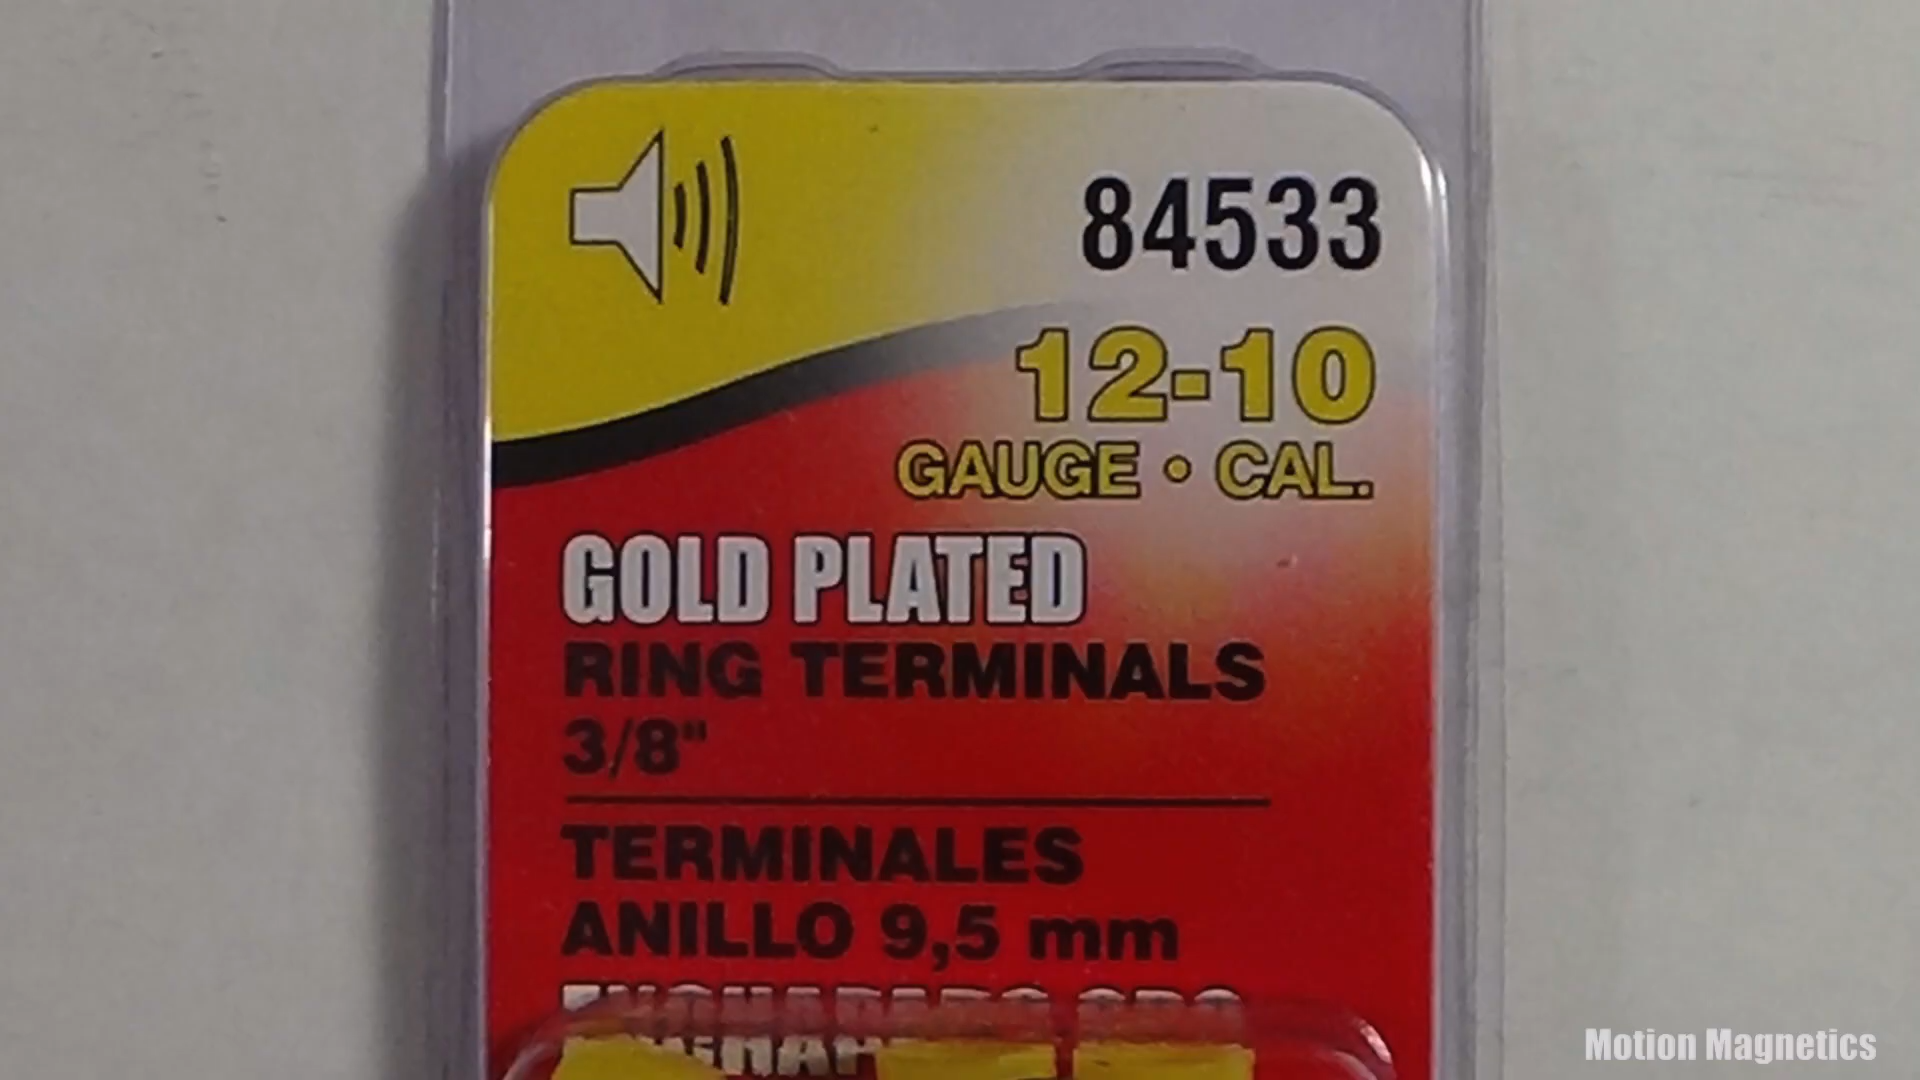 84533
12-10
GAUGE • CAL.
GOLD PLATED
RING TERMINALS
3/8"
TERMINALES
ANILLO 9,5 mm
Motion Magnetics